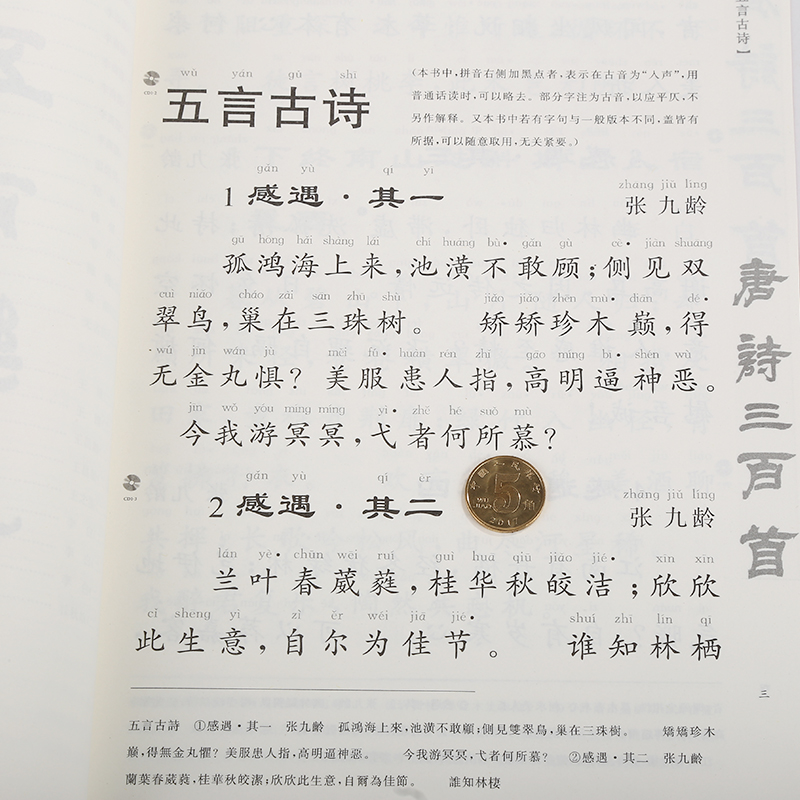 五言古诗】
wǔ yán gǔ shī
五言古诗
CD1-1
(本书中，拼音右侧加黑点者，表示在古音为“人声”，用
普通话读时，可以略去。部分字注为古音，以应平仄，不
另作解释。又本书中若有字句与一般版本不同，盖皆有
所据，可以随意取用，无关紧要。)
gǎn yù qí yī
1 感遇·其一
zhāng jiǔ líng
张九龄
gū hóng hǎi shàng lái chí huáng bù· gǎn gù cè· jiàn shuāng
孤鸿海上来，池潢不敢顾；侧见双
cuì niǎo cháo zài sān zhū shù jiǎo jiǎo zhēn mù· diān dé·
翠鸟，巢在三珠树。 矫矫珍木巅，得
wú jīn wán jù měi fú· huàn rén zhǐ gāo míng bī· shén wù
无金丸惧？美服患人指，高明逼神恶。
jīn wǒ yóu míng míng yì· zhě hé suǒ mù
今我游冥冥，弋者何所慕？
CD1-2
gǎn yù qí èr
2 感遇·其二
zhāng jiǔ líng
张九龄
lán yè· chūn wēi ruí guì huā qiū jiǎo jié· xīn xīn
兰叶春葳蕤，桂华秋皎洁；欣欣
cǐ shēng yì zì ěr wéi jiā jié· shuí zhī lín qī
此生意，自尔为佳节。 谁知林栖
五言古詩 ①感遇·其一 張九齡 孤鴻海上來，池潢不敢顧；側見雙翠鳥，巢在三珠樹。 矯矯珍木
巔，得無金丸懼？美服患人指，高明逼神惡。 今我游冥冥，弋者何所慕？ ②感遇·其二 張九齡
蘭葉春葳蕤，桂華秋皎潔；欣欣此生意，自爾為佳節。 誰知林棲
唐詩三百首
三
中国人民银行
5角
WU JIAO
2017